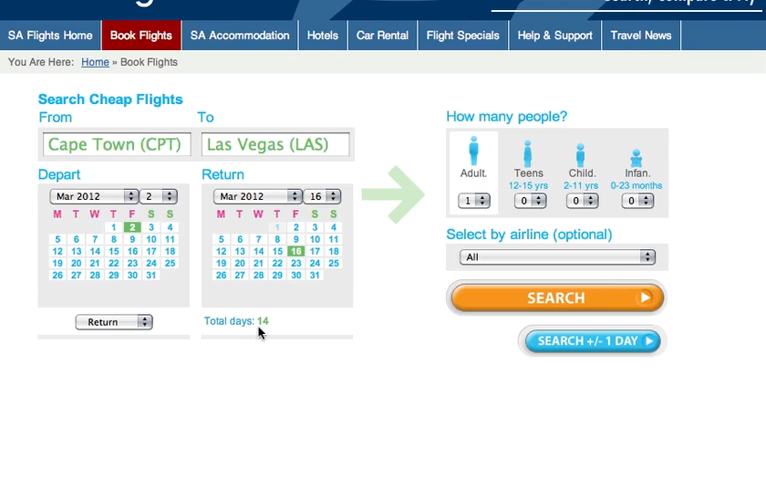 SA Flights Home Book Flights SA Accommodation Hotels Car Rental Flight Specials Help & Support Travel News
You Are Here: Home » Book Flights
Search Cheap Flights
From To
Cape Town (CPT) Las Vegas (LAS)
Depart Return
Mar 2012 2 Mar 2012 16
M T W T F S S M T W T F S S
1 2 3 4 1 2 3 4
5 6 7 8 9 10 11 5 6 7 8 9 10 11
12 13 14 15 16 17 18 12 13 14 15 16 17 18
19 20 21 22 23 24 25 19 20 21 22 23 24 25
26 27 28 29 30 31 26 27 28 29 30 31
Return Total days: 14
How many people?
Adult. Teens Child. Infan.
12-15 yrs 2-11 yrs 0-23 months
1 0 0 0
Select by airline (optional)
All
SEARCH
SEARCH +/- 1 DAY